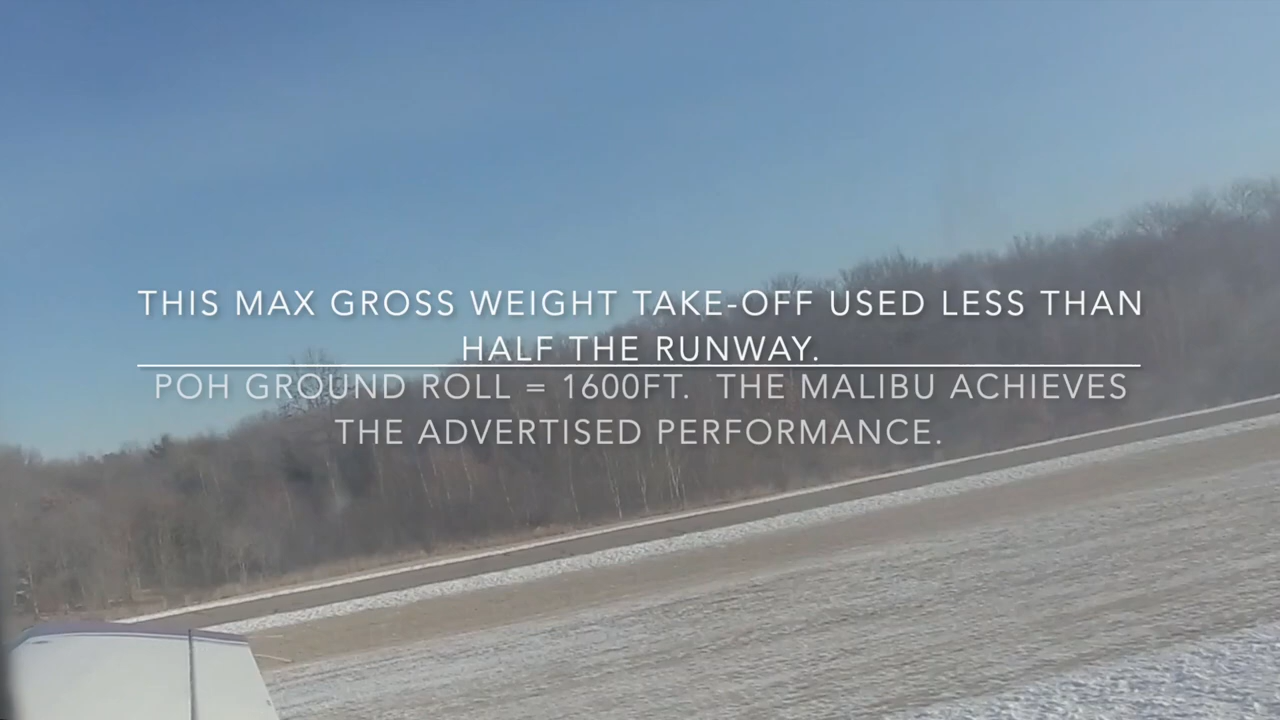 THIS MAX GROSS WEIGHT TAKE-OFF USED LESS THAN
HALF THE RUNWAY.
POH GROUND ROLL = 1600FT. THE MALIBU ACHIEVES
THE ADVERTISED PERFORMANCE.